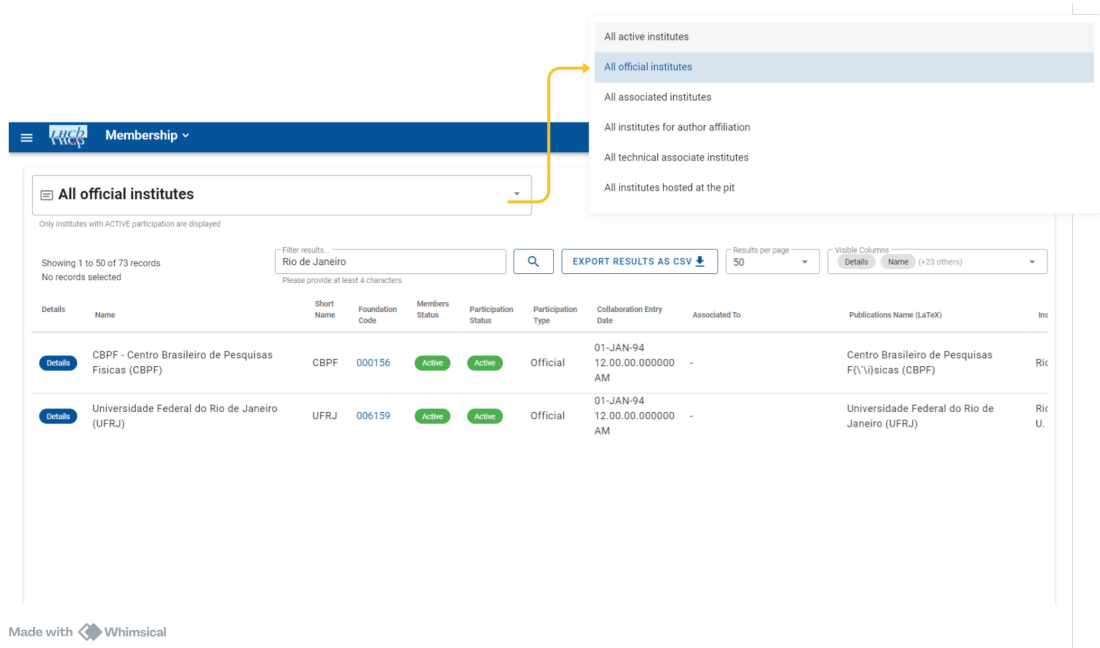 All active institutes
All official institutes
All associated institutes
All institutes for author affiliation
All technical associate institutes
All institutes hosted at the pit
LHCb
Membership
All official institutes
Only institutes with ACTIVE participation are displayed
Showing 1 to 50 of 73 records
No records selected
Filter results...
Rio de Janeiro
Please provide at least 4 characters
EXPORT RESULTS AS CSV
Results per page
50
Visible Columns
Details Name (+23 others)
Details Name Short Name Foundation Code Members Status Participation Status Participation Type Collaboration Entry Date Associated To Publications Name (LaTeX) Ins
Details
CBPF - Centro Brasileiro de Pesquisas
Fisicas (CBPF)
CBPF
000156
Active
Active
Official
01-JAN-94
12.00.00.000000
AM
-
Centro Brasileiro de Pesquisas
F{\'\i}sicas (CBPF)
Ric
Details
Universidade Federal do Rio de Janeiro
(UFRJ)
UFRJ
006159
Active
Active
Official
01-JAN-94
12.00.00.000000
AM
-
Universidade Federal do Rio de
Janeiro (UFRJ)
Ric
U.
Made with Whimsical